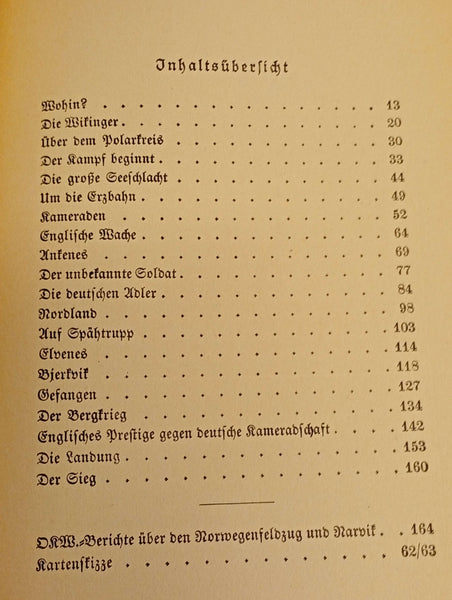 Inhaltsübersicht
Wohin? . . . . . . . . . . . . . . . . 13
Die Wikinger . . . . . . . . . . . . . . 20
Über dem Polarkreis . . . . . . . . . . . . 30
Der Kampf beginnt . . . . . . . . . . . . 33
Die große Seeschlacht . . . . . . . . . . . . 44
Um die Erzbahn . . . . . . . . . . . . . 49
Kameraden . . . . . . . . . . . . . . 52
Englische Wache . . . . . . . . . . . . . 64
Ankenes . . . . . . . . . . . . . . . 69
Der unbekannte Soldat . . . . . . . . . . . 77
Die deutschen Adler . . . . . . . . . . . . 84
Nordland . . . . . . . . . . . . . . . 98
Auf Spähtrupp . . . . . . . . . . . . . 103
Elvenes . . . . . . . . . . . . . . . 114
Bjerkvik . . . . . . . . . . . . . . . 118
Gefangen . . . . . . . . . . . . . . . 127
Der Bergkrieg . . . . . . . . . . . . . 134
Englisches Prestige gegen deutsche Kameradschaft . . . . 142
Die Landung . . . . . . . . . . . . . . 153
Der Sieg . . . . . . . . . . . . . . . 160
OKW.-Berichte über den Norwegenfeldzug und Narvik . . 164
Kartenskizze . . . . . . . . . . . . . 62/63